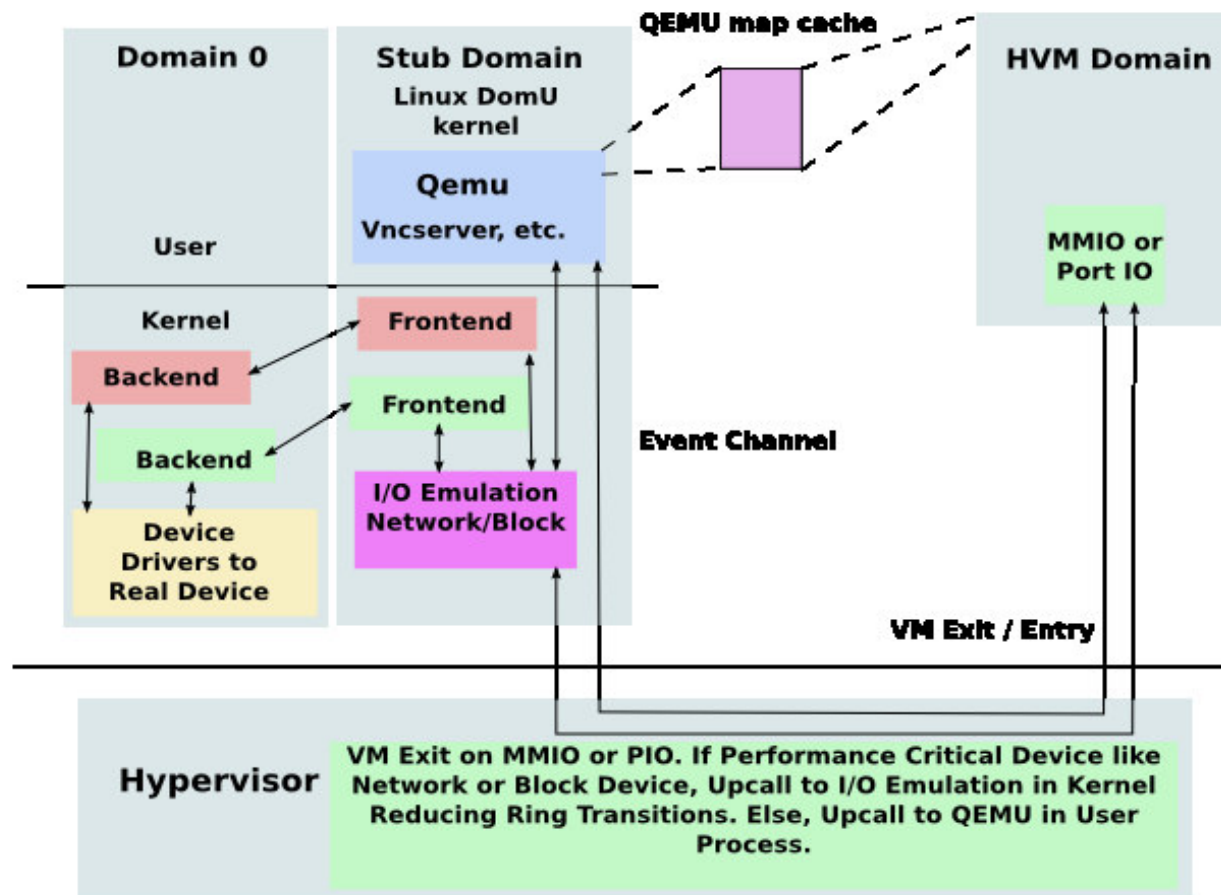 QEMU map cache
Domain 0
Stub Domain
HVM Domain
Linux DomU
kernel
Qemu
Vncserver, etc.
User
MMIO or
Port IO
Kernel
Frontend
Backend
Frontend
Backend
Event Channel
I/O Emulation
Network/Block
Device
Drivers to
Real Device
VM Exit / Entry
Hypervisor
VM Exit on MMIO or PIO. If Performance Critical Device like
Network or Block Device, Upcall to I/O Emulation in Kernel
Reducing Ring Transitions. Else, Upcall to QEMU in User
Process.